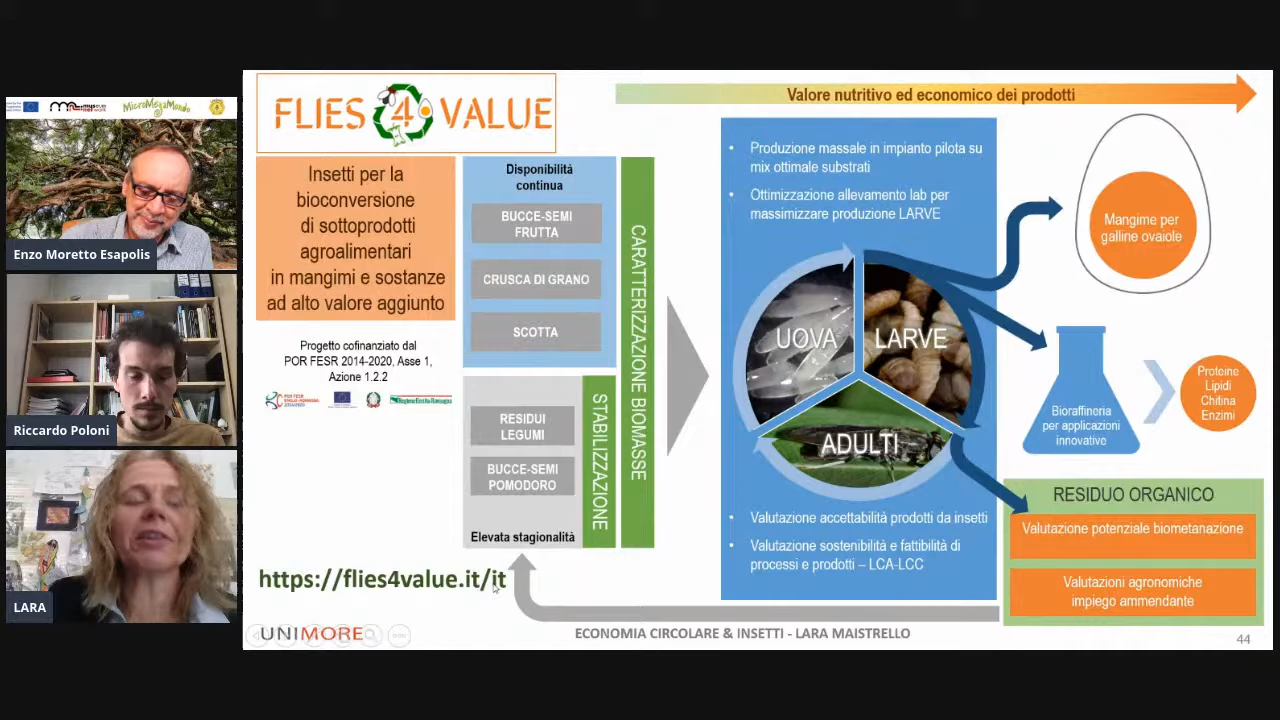 MicroMegaMondo
Enzo Moretto Esapolis
Riccardo Poloni
LARA
FLIES 4 VALUE
Insetti per la
bioconversione
di sottoprodotti
agroalimentari
in mangimi e sostanze
ad alto valore aggiunto
Progetto cofinanziato dal
POR FESR 2014-2020, Asse 1,
Azione 1.2.2
RegioneEmilia-Romagna
https://flies4value.it/it
UNIMORE
Disponibilità
continua
BUCCE-SEMI
FRUTTA
CRUSCA DI GRANO
SCOTTA
RESIDUI
LEGUMI
BUCCE-SEMI
POMODORO
Elevata stagionalità
STABILIZZAZIONE
CARATTERIZZAZIONE BIOMASSE
Valore nutritivo ed economico dei prodotti
• Produzione massale in impianto pilota su
mix ottimale substrati
• Ottimizzazione allevamento lab per
massimizzare produzione LARVE
UOVA
LARVE
ADULTI
• Valutazione accettabilità prodotti da insetti
• Valutazione sostenibilità e fattibilità di
processi e prodotti – LCA-LCC
Mangime per
galline ovaiole
Bioraffineria
per applicazioni
innovative
Proteine
Lipidi
Chitina
Enzimi
RESIDUO ORGANICO
Valutazione potenziale biometanazione
Valutazioni agronomiche
impiego ammendante
ECONOMIA CIRCOLARE & INSETTI - LARA MAISTRELLO
44